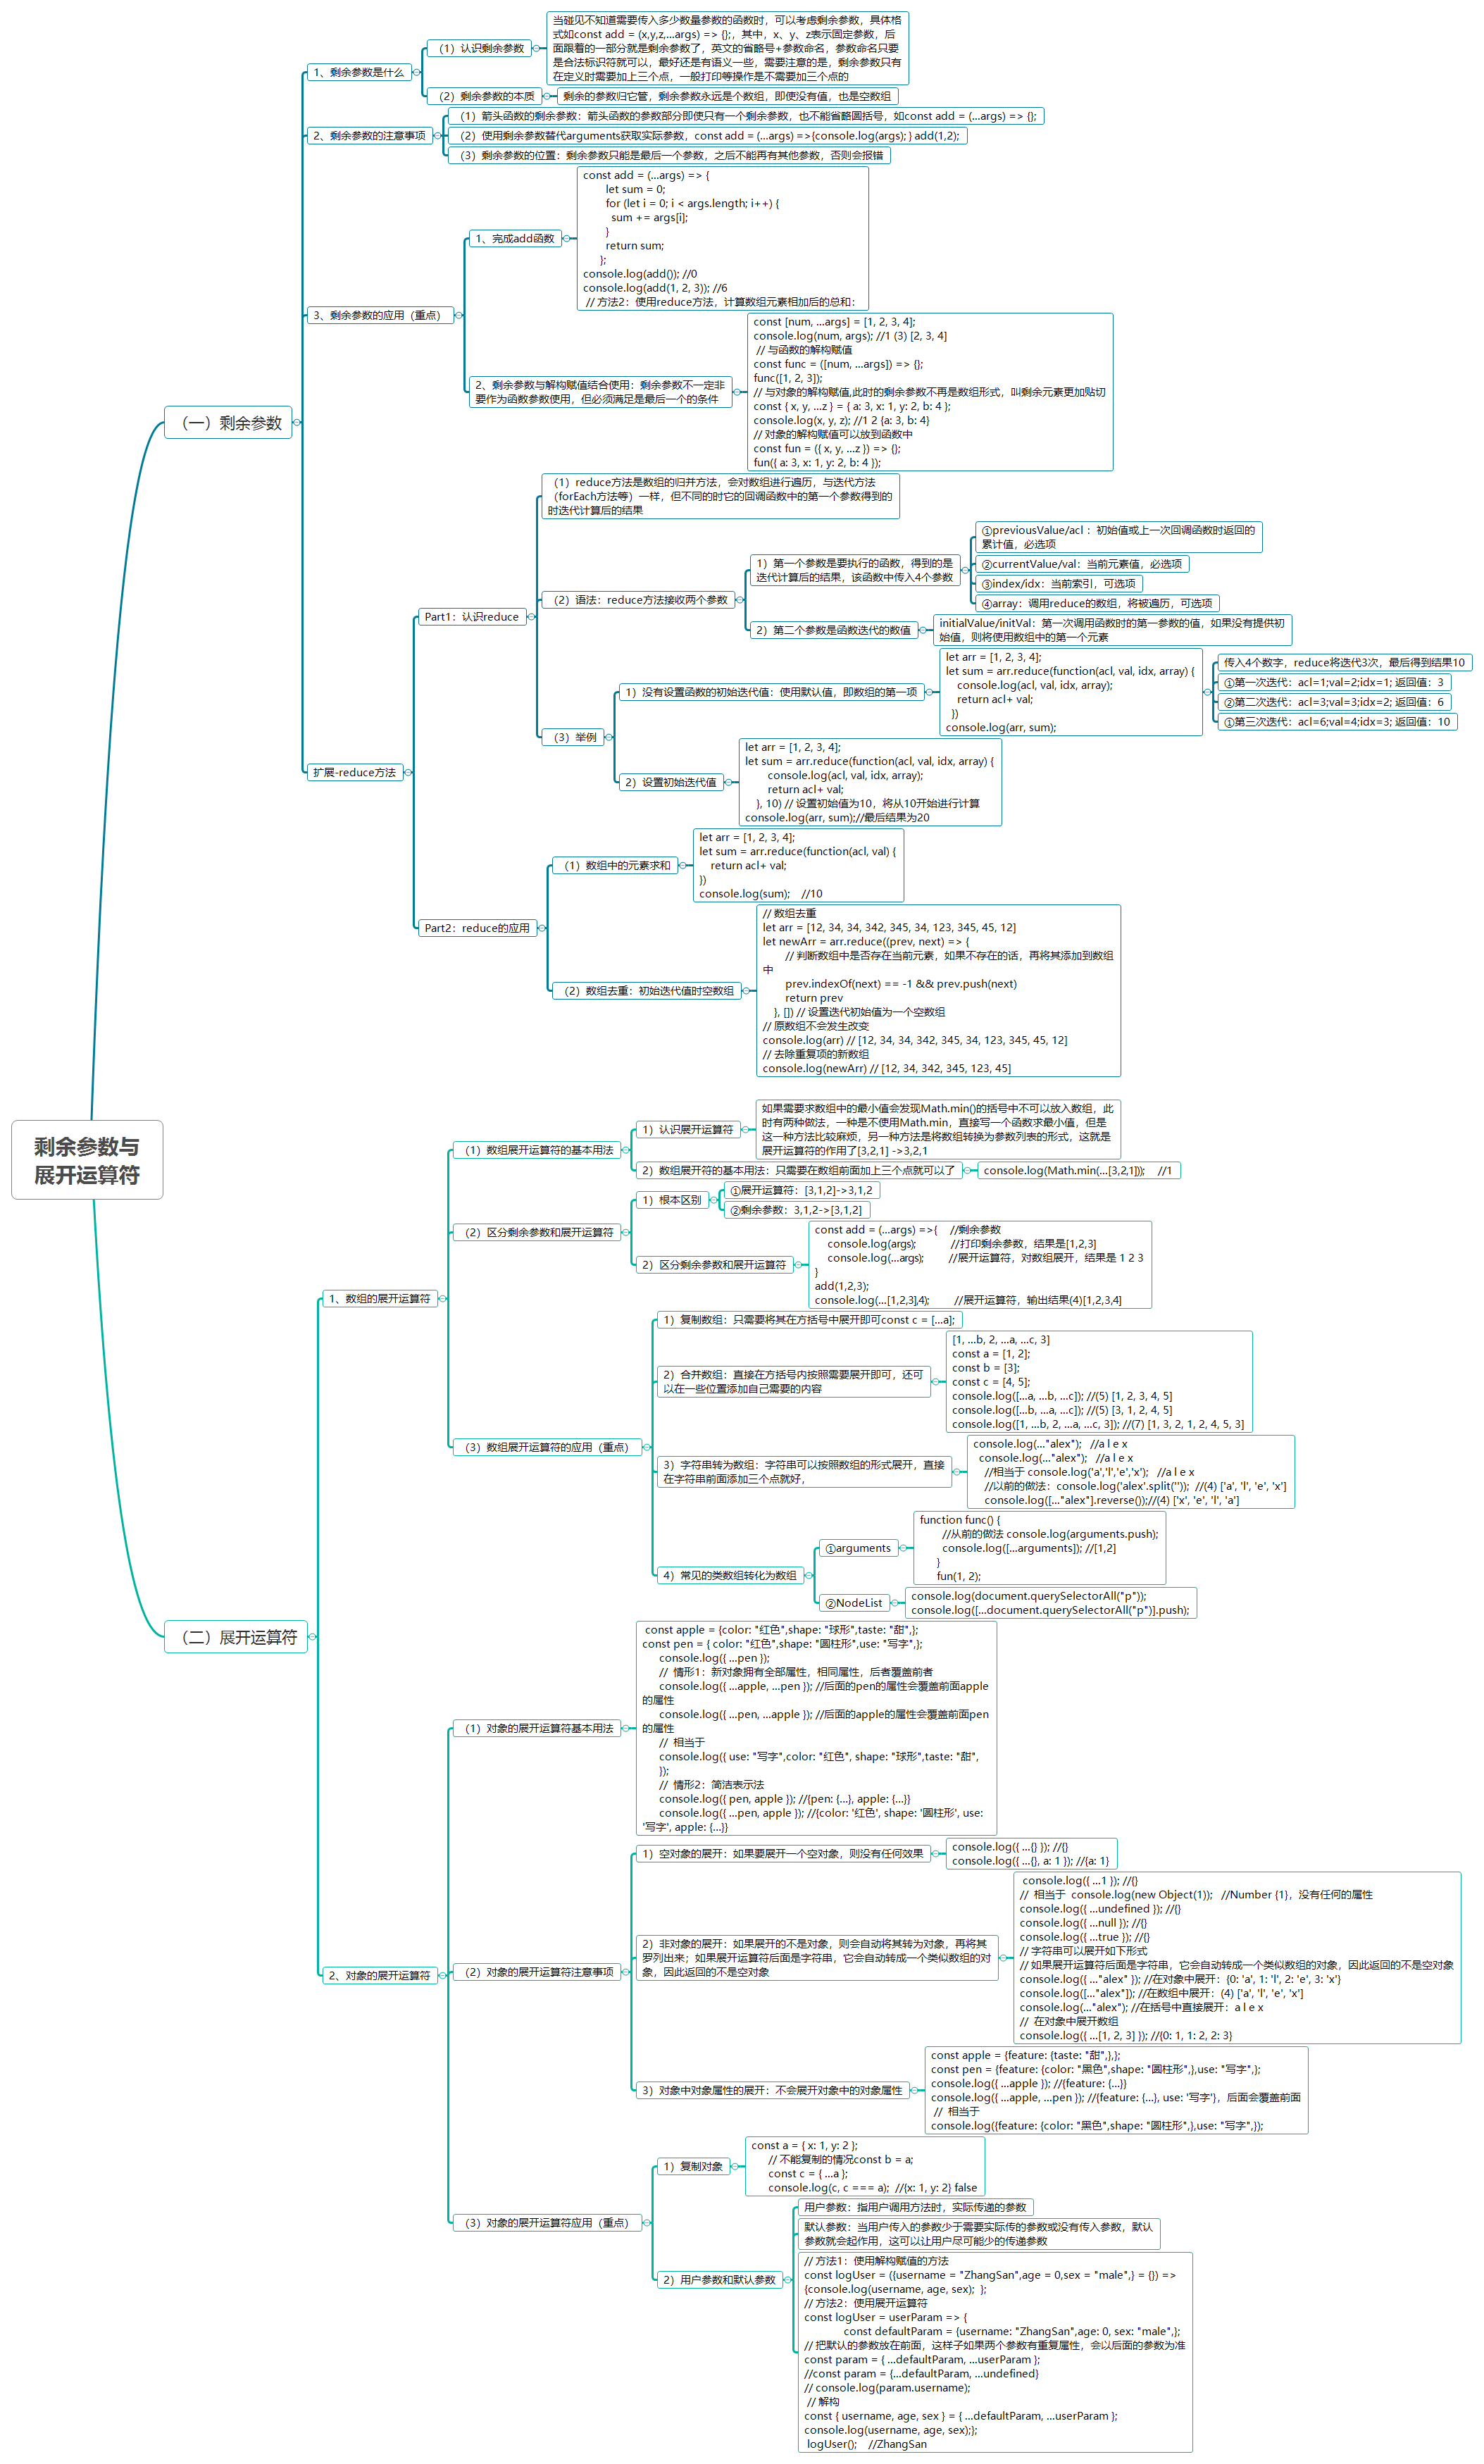 剩余参数与
展开运算符
（一）剩余参数
1、剩余参数是什么
（1）认识剩余参数
当碰见不知道需要传入多少数量参数的函数时，可以考虑剩余参数，具体格
式如const add = (x,y,z,...args) => {};，其中，x、y、z表示固定参数，后
面跟着的一部分就是剩余参数了，英文的省略号+参数命名，参数命名只要
是合法标识符就可以，最好还是有语义一些，需要注意的是，剩余参数只有
在定义时需要加上三个点，一般打印等操作是不需要加三个点的
（2）剩余参数的本质
剩余的参数归它管，剩余参数永远是个数组，即使没有值，也是空数组
2、剩余参数的注意事项
（1）箭头函数的剩余参数：箭头函数的参数部分即使只有一个剩余参数，也不能省略圆括号，如const add = (...args) => {};
（2）使用剩余参数替代arguments获取实际参数，const add = (...args) =>{console.log(args); } add(1,2);
（3）剩余参数的位置：剩余参数只能是最后一个参数，之后不能再有其他参数，否则会报错
3、剩余参数的应用（重点）
1、完成add函数
const add = (...args) => {
let sum = 0;
for (let i = 0; i < args.length; i++) {
sum += args[i];
}
return sum;
};
console.log(add()); //0
console.log(add(1, 2, 3)); //6
// 方法2：使用reduce方法，计算数组元素相加后的总和：
2、剩余参数与解构赋值结合使用：剩余参数不一定非
要作为函数参数使用，但必须满足是最后一个的条件
const [num, ...args] = [1, 2, 3, 4];
console.log(num, args); //1 (3) [2, 3, 4]
// 与函数的解构赋值
const func = ([num, ...args]) => {};
func([1, 2, 3]);
// 与对象的解构赋值,此时的剩余参数不再是数组形式，叫剩余元素更加贴切
const { x, y, ...z } = { a: 3, x: 1, y: 2, b: 4 };
console.log(x, y, z); //1 2 {a: 3, b: 4}
// 对象的解构赋值可以放到函数中
const fun = ({ x, y, ...z }) => {};
fun({ a: 3, x: 1, y: 2, b: 4 });
扩展-reduce方法
Part1：认识reduce
（1）reduce方法是数组的归并方法，会对数组进行遍历，与迭代方法
（forEach方法等）一样，但不同的时它的回调函数中的第一个参数得到的
时迭代计算后的结果
（2）语法：reduce方法接收两个参数
1）第一个参数是要执行的函数，得到的是
迭代计算后的结果，该函数中传入4个参数
①previousValue/acl ：初始值或上一次回调函数时返回的
累计值，必选项
②currentValue/val：当前元素值，必选项
③index/idx：当前索引，可选项
④array：调用reduce的数组，将被遍历，可选项
2）第二个参数是函数迭代的数值
initialValue/initVal：第一次调用函数时的第一参数的值，如果没有提供初
始值，则将使用数组中的第一个元素
（3）举例
1）没有设置函数的初始迭代值：使用默认值，即数组的第一项
let arr = [1, 2, 3, 4];
let sum = arr.reduce(function(acl, val, idx, array) {
console.log(acl, val, idx, array);
return acl+ val;
})
console.log(arr, sum);
传入4个数字，reduce将迭代3次，最后得到结果10
①第一次迭代：acl=1;val=2;idx=1; 返回值：3
②第二次迭代：acl=3;val=3;idx=2; 返回值：6
①第三次迭代：acl=6;val=4;idx=3; 返回值：10
2）设置初始迭代值
let arr = [1, 2, 3, 4];
let sum = arr.reduce(function(acl, val, idx, array) {
console.log(acl, val, idx, array);
return acl+ val;
}, 10) // 设置初始值为10，将从10开始进行计算
console.log(arr, sum);//最后结果为20
Part2：reduce的应用
（1）数组中的元素求和
let arr = [1, 2, 3, 4];
let sum = arr.reduce(function(acl, val) {
return acl+ val;
})
console.log(sum); //10
（2）数组去重：初始迭代值时空数组
// 数组去重
let arr = [12, 34, 34, 342, 345, 34, 123, 345, 45, 12]
let newArr = arr.reduce((prev, next) => {
// 判断数组中是否存在当前元素，如果不存在的话，再将其添加到数组
中
prev.indexOf(next) == -1 && prev.push(next)
return prev
}, []) // 设置迭代初始值为一个空数组
// 原数组不会发生改变
console.log(arr) // [12, 34, 34, 342, 345, 34, 123, 345, 45, 12]
// 去除重复项的新数组
console.log(newArr) // [12, 34, 342, 345, 123, 45]
（二）展开运算符
1、数组的展开运算符
（1）数组展开运算符的基本用法
1）认识展开运算符
如果需要求数组中的最小值会发现Math.min()的括号中不可以放入数组，此
时有两种做法，一种是不使用Math.min，直接写一个函数求最小值，但是
这一种方法比较麻烦，另一种方法是将数组转换为参数列表的形式，这就是
展开运算符的作用了[3,2,1] ->3,2,1
2）数组展开符的基本用法：只需要在数组前面加上三个点就可以了
console.log(Math.min(...[3,2,1])); //1
（2）区分剩余参数和展开运算符
1）根本区别
①展开运算符：[3,1,2]->3,1,2
②剩余参数：3,1,2->[3,1,2]
2）区分剩余参数和展开运算符
const add = (...args) =>{ //剩余参数
console.log(args); //打印剩余参数，结果是[1,2,3]
console.log(...args); //展开运算符，对数组展开，结果是 1 2 3
}
add(1,2,3);
console.log(...[1,2,3],4); //展开运算符，输出结果(4)[1,2,3,4]
（3）数组展开运算符的应用（重点）
1）复制数组：只需要将其在方括号中展开即可const c = [...a];
2）合并数组：直接在方括号内按照需要展开即可，还可
以在一些位置添加自己需要的内容
[1, ...b, 2, ...a, ...c, 3]
const a = [1, 2];
const b = [3];
const c = [4, 5];
console.log([...a, ...b, ...c]); //(5) [1, 2, 3, 4, 5]
console.log([...b, ...a, ...c]); //(5) [3, 1, 2, 4, 5]
console.log([1, ...b, 2, ...a, ...c, 3]); //(7) [1, 3, 2, 1, 2, 4, 5, 3]
3）字符串转为数组：字符串可以按照数组的形式展开，直接
在字符串前面添加三个点就好，
console.log(..."alex"); //a l e x
console.log(..."alex"); //a l e x
//相当于 console.log('a','l','e','x'); //a l e x
//以前的做法：console.log('alex'.split('')); //(4) ['a', 'l', 'e', 'x']
console.log([..."alex"].reverse());//(4) ['x', 'e', 'l', 'a']
4）常见的类数组转化为数组
①arguments
function func() {
//从前的做法 console.log(arguments.push);
console.log([...arguments]); //[1,2]
}
fun(1, 2);
②NodeList
console.log(document.querySelectorAll("p"));
console.log([...document.querySelectorAll("p")].push);
2、对象的展开运算符
（1）对象的展开运算符基本用法
const apple = {color: "红色",shape: "球形",taste: "甜",};
const pen = { color: "红色",shape: "圆柱形",use: "写字",};
console.log({ ...pen });
// 情形1：新对象拥有全部属性，相同属性，后者覆盖前者
console.log({ ...apple, ...pen }); //后面的pen的属性会覆盖前面apple
的属性
console.log({ ...pen, ...apple }); //后面的apple的属性会覆盖前面pen
的属性
// 相当于
console.log({ use: "写字",color: "红色", shape: "球形",taste: "甜",
});
// 情形2：简洁表示法
console.log({ pen, apple }); //{pen: {...}, apple: {...}}
console.log({ ...pen, apple }); //{color: '红色', shape: '圆柱形', use:
'写字', apple: {...}}
（2）对象的展开运算符注意事项
1）空对象的展开：如果要展开一个空对象，则没有任何效果
console.log({ ...{} }); //{}
console.log({ ...{}, a: 1 }); //{a: 1}
2）非对象的展开：如果展开的不是对象，则会自动将其转为对象，再将其
罗列出来；如果展开运算符后面是字符串，它会自动转成一个类似数组的对
象，因此返回的不是空对象
console.log({ ...1 }); //{}
// 相当于 console.log(new Object(1)); //Number {1}，没有任何的属性
console.log({ ...undefined }); //{}
console.log({ ...null }); //{}
console.log({ ...true }); //{}
// 字符串可以展开如下形式
// 如果展开运算符后面是字符串，它会自动转成一个类似数组的对象，因此返回的不是空对象
console.log({ ..."alex" }); //在对象中展开：{0: 'a', 1: 'l', 2: 'e', 3: 'x'}
console.log([..."alex"]); //在数组中展开：(4) ['a', 'l', 'e', 'x']
console.log(..."alex"); //在括号中直接展开：a l e x
// 在对象中展开数组
console.log({ ...[1, 2, 3] }); //{0: 1, 1: 2, 2: 3}
3）对象中对象属性的展开：不会展开对象中的对象属性
const apple = {feature: {taste: "甜",},};
const pen = {feature: {color: "黑色",shape: "圆柱形",},use: "写字",};
console.log({ ...apple }); //{feature: {...}}
console.log({ ...apple, ...pen }); //{feature: {...}, use: '写字'}，后面会覆盖前面
// 相当于
console.log({feature: {color: "黑色",shape: "圆柱形",},use: "写字",});
（3）对象的展开运算符应用（重点）
1）复制对象
const a = { x: 1, y: 2 };
// 不能复制的情况const b = a;
const c = { ...a };
console.log(c, c === a); //{x: 1, y: 2} false
2）用户参数和默认参数
用户参数：指用户调用方法时，实际传递的参数
默认参数：当用户传入的参数少于需要实际传的参数或没有传入参数，默认
参数就会起作用，这可以让用户尽可能少的传递参数
// 方法1：使用解构赋值的方法
const logUser = ({username = "ZhangSan",age = 0,sex = "male",} = {}) =>
{console.log(username, age, sex); };
// 方法2：使用展开运算符
const logUser = userParam => {
const defaultParam = {username: "ZhangSan",age: 0, sex: "male",};
// 把默认的参数放在前面，这样子如果两个参数有重复属性，会以后面的参数为准
const param = { ...defaultParam, ...userParam };
//const param = {...defaultParam, ...undefined}
// console.log(param.username);
// 解构
const { username, age, sex } = { ...defaultParam, ...userParam };
console.log(username, age, sex);};
logUser(); //ZhangSan